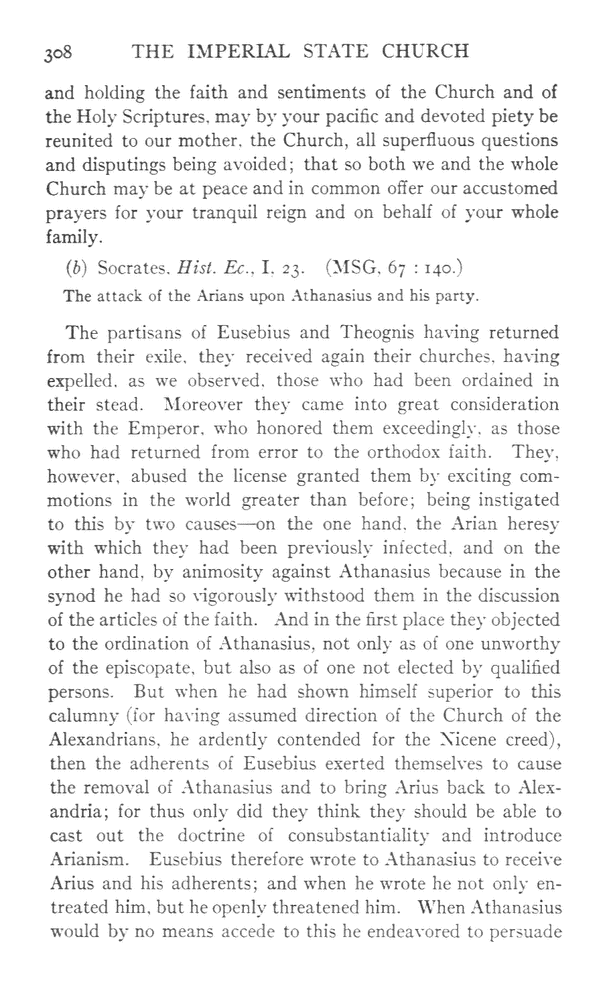 308 THE IMPERIAL STATE CHURCH
and holding the faith and sentiments of the Church and of
the Holy Scriptures, may by your pacific and devoted piety be
reunited to our mother, the Church, all superfluous questions
and disputings being avoided; that so both we and the whole
Church may be at peace and in common offer our accustomed
prayers for your tranquil reign and on behalf of your whole
family.
(b) Socrates, Hist. Ec., I, 23. (MSG, 67 : 140.)
The attack of the Arians upon Athanasius and his party.
The partisans of Eusebius and Theognis having returned
from their exile, they received again their churches, having
expelled, as we observed, those who had been ordained in
their stead. Moreover they came into great consideration
with the Emperor, who honored them exceedingly, as those
who had returned from error to the orthodox faith. They,
however, abused the license granted them by exciting com-
motions in the world greater than before; being instigated
to this by two causes—on the one hand, the Arian heresy
with which they had been previously infected, and on the
other hand, by animosity against Athanasius because in the
synod he had so vigorously withstood them in the discussion
of the articles of the faith. And in the first place they objected
to the ordination of Athanasius, not only as of one unworthy
of the episcopate, but also as of one not elected by qualified
persons. But when he had shown himself superior to this
calumny (for having assumed direction of the Church of the
Alexandrians, he ardently contended for the Nicene creed),
then the adherents of Eusebius exerted themselves to cause
the removal of Athanasius and to bring Arius back to Alex-
andria; for thus only did they think they should be able to
cast out the doctrine of consubstantiality and introduce
Arianism. Eusebius therefore wrote to Athanasius to receive
Arius and his adherents; and when he wrote he not only en-
treated him, but he openly threatened him. When Athanasius
would by no means accede to this he endeavored to persuade